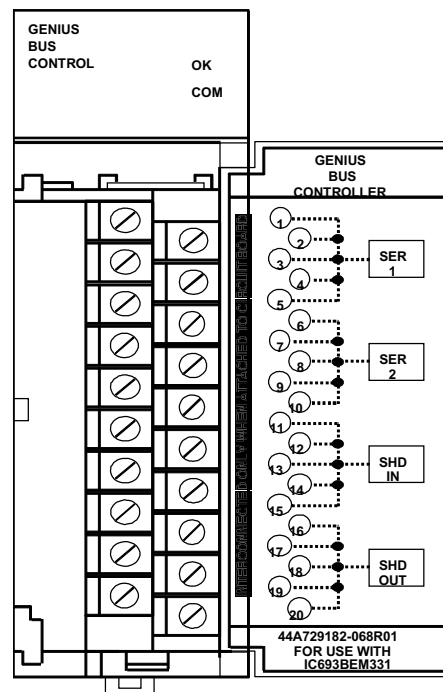 GENIUS
BUS
CONTROL
OK
COM
GENIUS
BUS
CONTROLLER
INTERCONNECTED ONLY WHEN ATTACHED TO CIRCUIT BOARD
1
2
3
4
5
SER
1
6
7
8
9
10
SER
2
11
12
13
14
15
SHD
IN
16
17
18
19
20
SHD
OUT
44A729182-068R01
FOR USE WITH
IC693BEM331